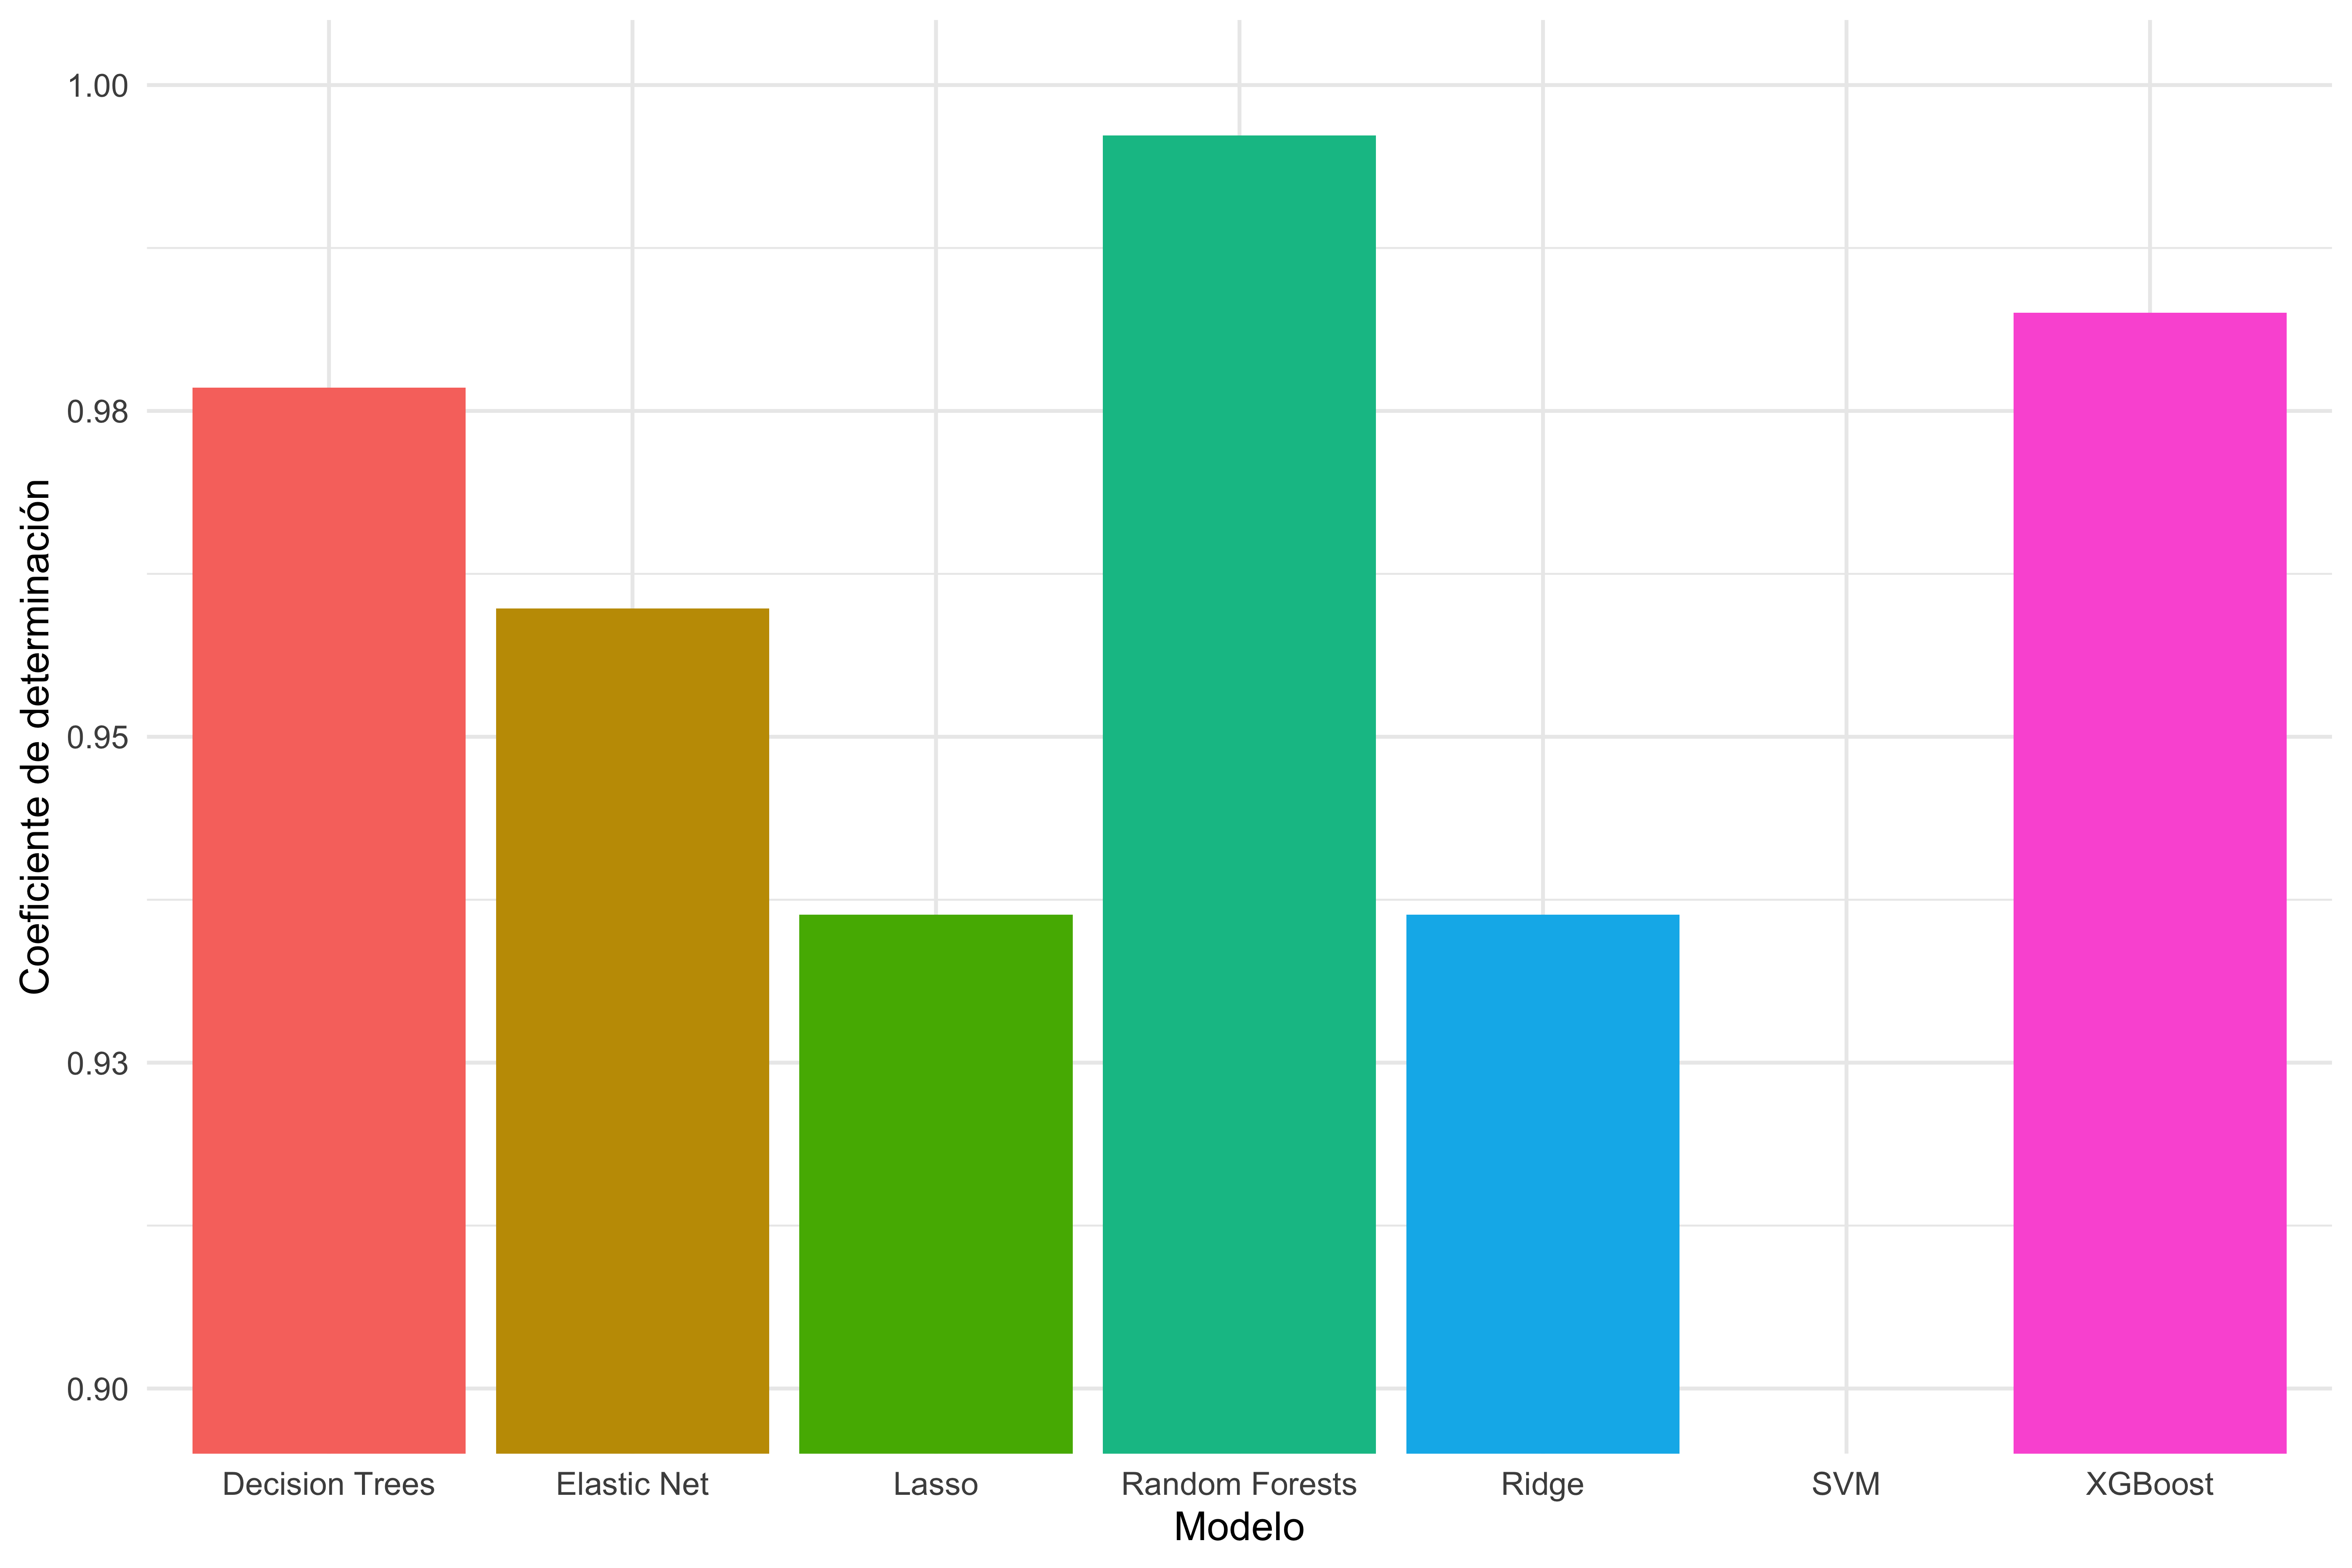 1.00
0.98
0.95
0.93
0.90
Coeficiente de determinación
Decision Trees
Elastic Net
Lasso
Random Forests
Ridge
SVM
XGBoost
Modelo